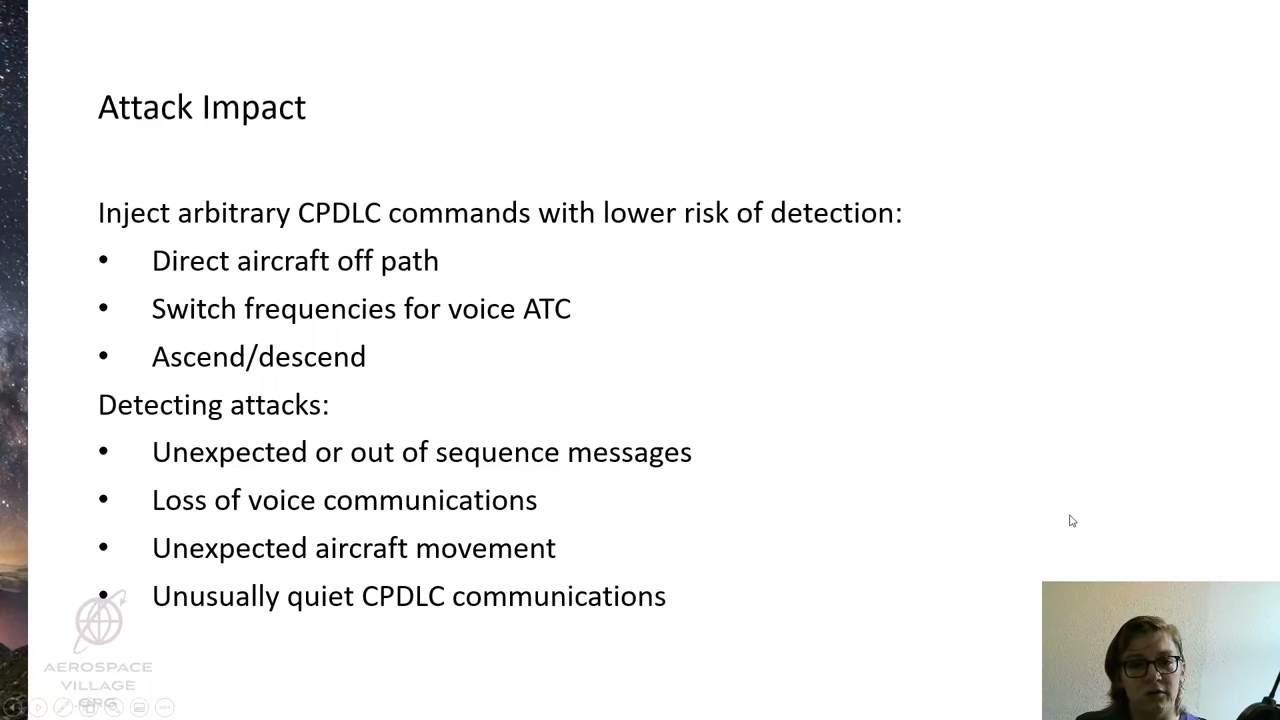 Attack Impact
Inject arbitrary CPDLC commands with lower risk of detection:
• Direct aircraft off path
• Switch frequencies for voice ATC
• Ascend/descend
Detecting attacks:
• Unexpected or out of sequence messages
• Loss of voice communications
• Unexpected aircraft movement
• Unusually quiet CPDLC communications
AEROSPACE
VILLAGE
.ORG